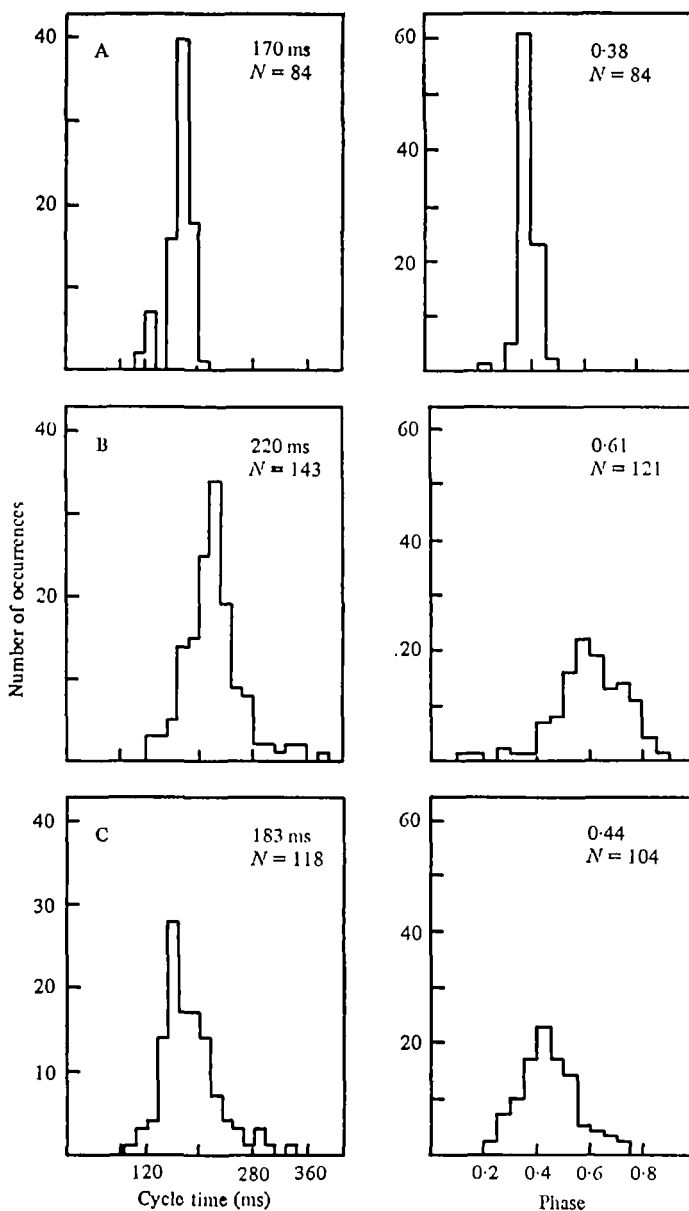 40
20
A
170 ms
N = 84
60
40
20
0·38
N = 84
Number of occurrences
40
20
B
220 ms
N = 143
60
40
20
0·61
N = 121
40
30
20
10
C
183 ms
N = 118
120
280
360
Cycle time (ms)
60
40
20
0·44
N = 104
0·2
0·4
0·6
0·8
Phase